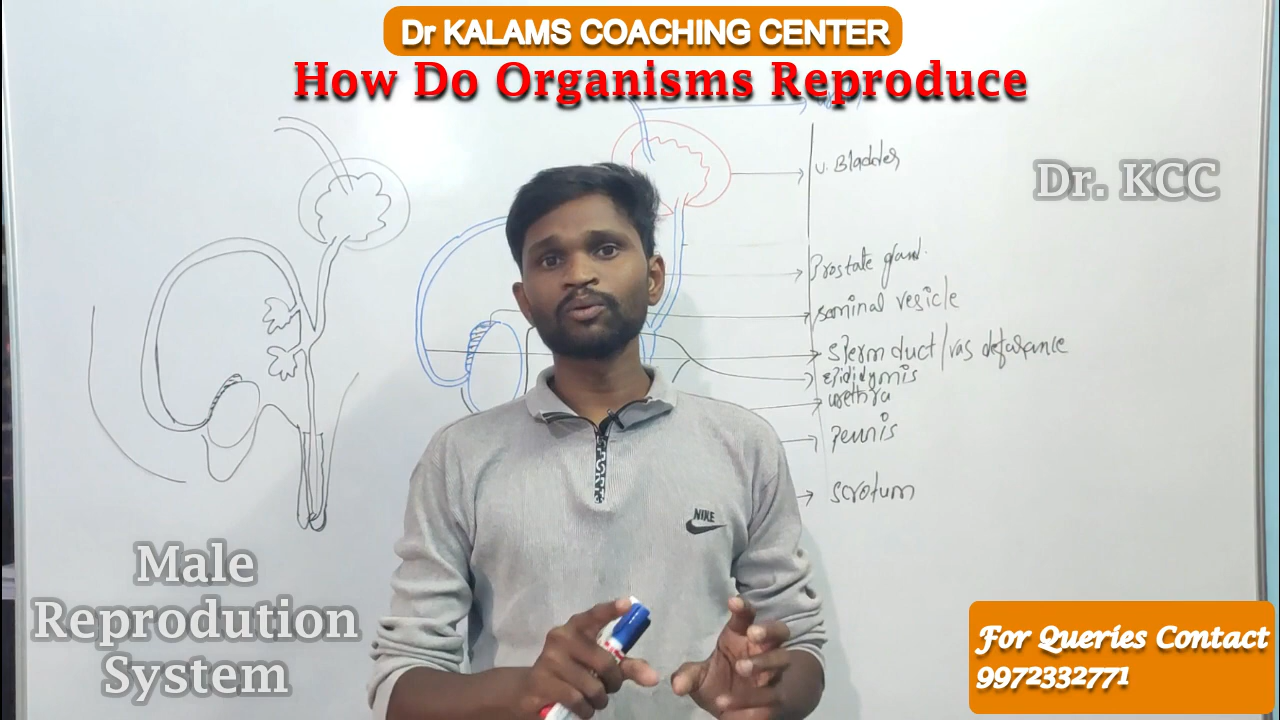 Dr KALAMS COACHING CENTER
How Do Organisms Reproduce
U. Bladder
Dr. KCC
Prostate gland.
seminal vesicle
sperm duct/vas deferance
epididymis
urethra
pennis
scrotum
NIKE
Male
Reprodution
System
For Queries Contact
9972332771